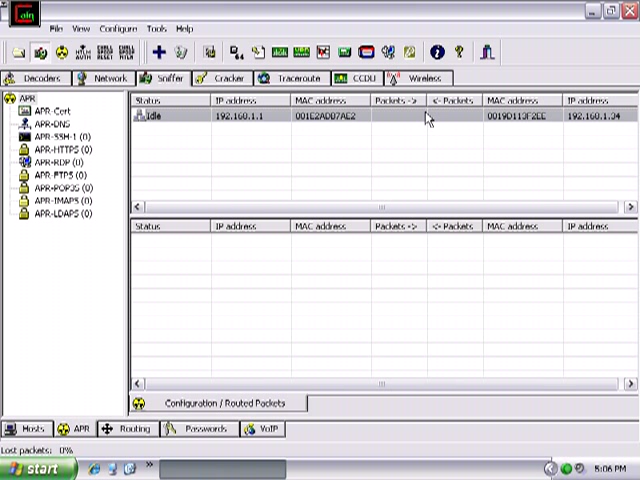 Cain
File View Configure Tools Help
Decoders Network Sniffer Cracker Traceroute CCDU Wireless
APR
APR-Cert
APR-DNS
APR-SSH-1 (0)
APR-HTTPS (0)
APR-RDP (0)
APR-FTPS (0)
APR-POP3S (0)
APR-IMAPS (0)
APR-LDAPS (0)
Status IP address MAC address Packets -> <- Packets MAC address IP address
Idle 192.168.1.1 192.168.1.34
Status IP address MAC address Packets -> <- Packets MAC address IP address
Configuration / Routed Packets
Hosts APR Routing Passwords VoIP
Lost packets: 0%
start 5:06 PM